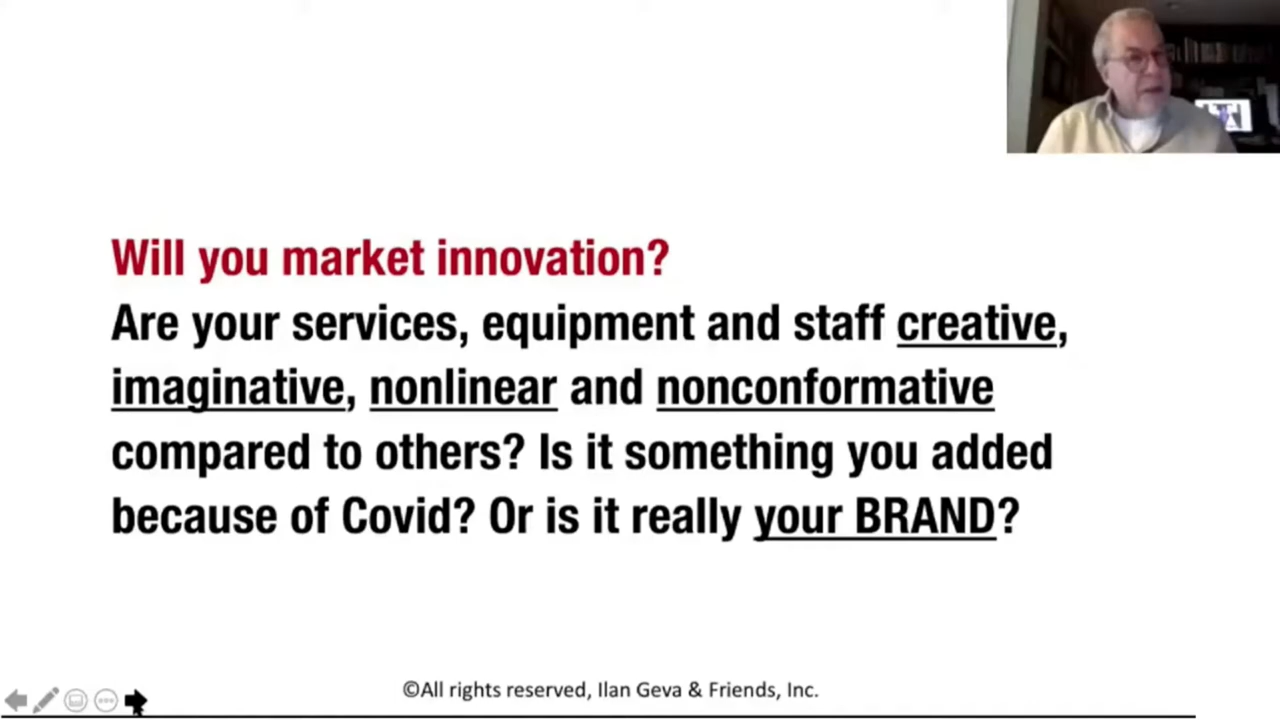 Will you market innovation?
Are your services, equipment and staff creative,
imaginative, nonlinear and nonconformative
compared to others? Is it something you added
because of Covid? Or is it really your BRAND?
©All rights reserved, Ilan Geva & Friends, Inc.